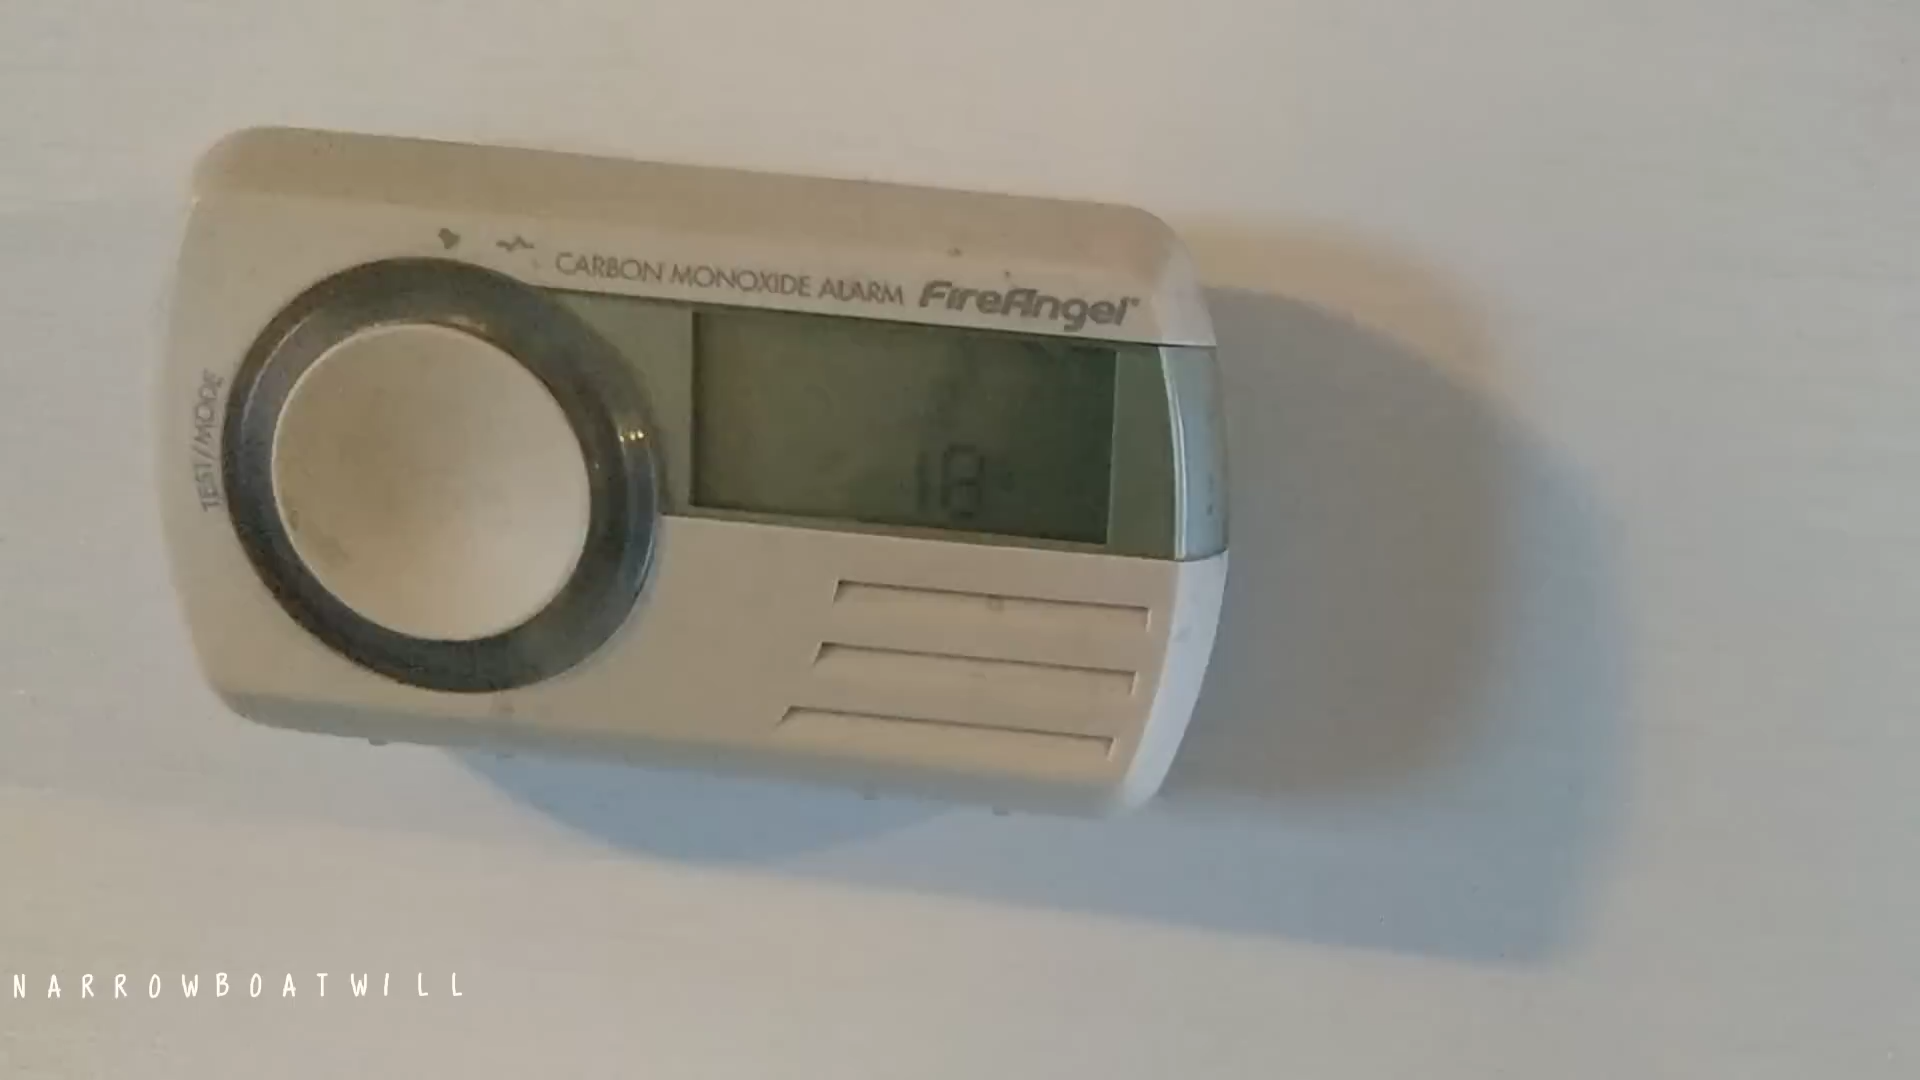 CARBON MONOXIDE ALARM FireAngel
TEST/MODE
18
NARROWBOATWILL